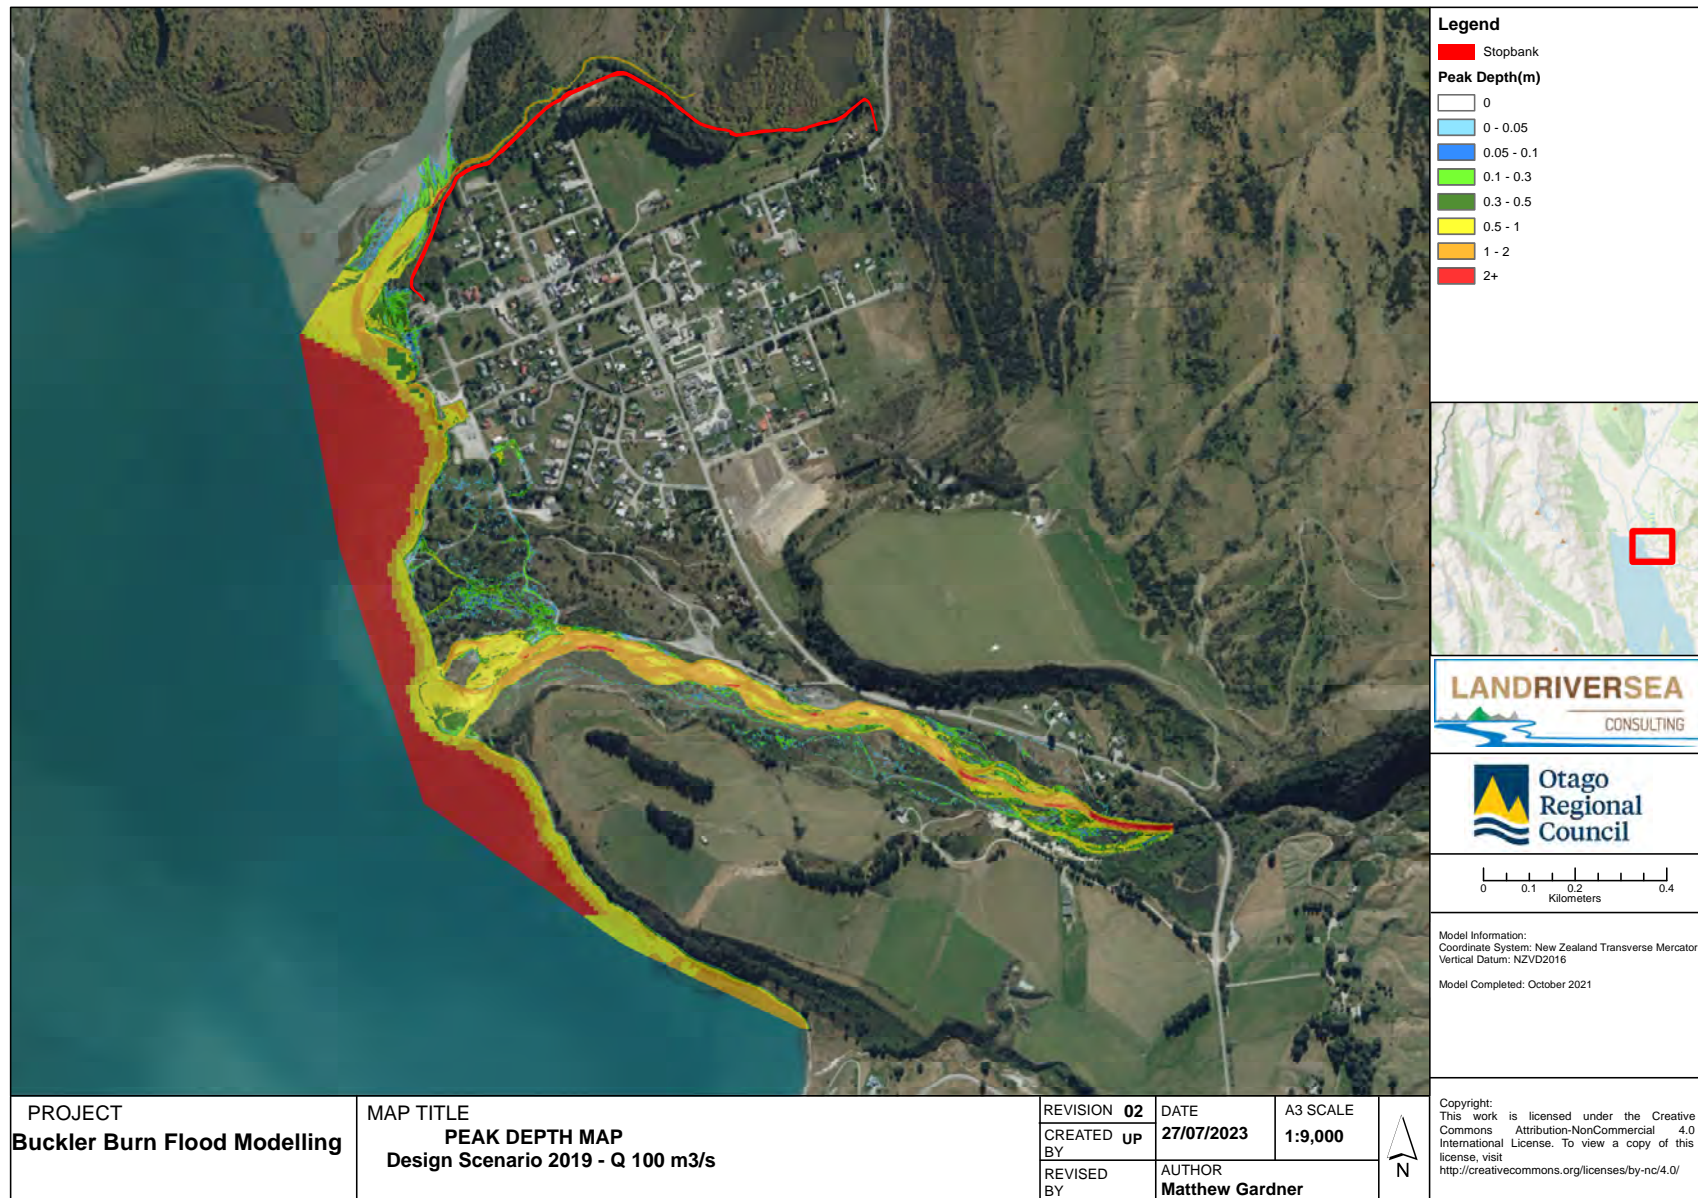 Legend
Stopbank
Peak Depth(m)
0
0 - 0.05
0.05 - 0.1
0.1 - 0.3
0.3 - 0.5
0.5 - 1
1 - 2
2+
LANDRIVERSEA
CONSULTING
Otago
Regional
Council
0 0.1 0.2 0.4
Kilometers
Model Information:
Coordinate System: New Zealand Transverse Mercator
Vertical Datum: NZVD2016
Model Completed: October 2021
Copyright:
This work is licensed under the Creative
Commons Attribution-NonCommercial 4.0
International License. To view a copy of this
license, visit
http://creativecommons.org/licenses/by-nc/4.0/
PROJECT
Buckler Burn Flood Modelling
MAP TITLE
PEAK DEPTH MAP
Design Scenario 2019 - Q 100 m3/s
REVISION 02
CREATED BY UP
REVISED BY
DATE
27/07/2023
A3 SCALE
1:9,000
AUTHOR
Matthew Gardner
N